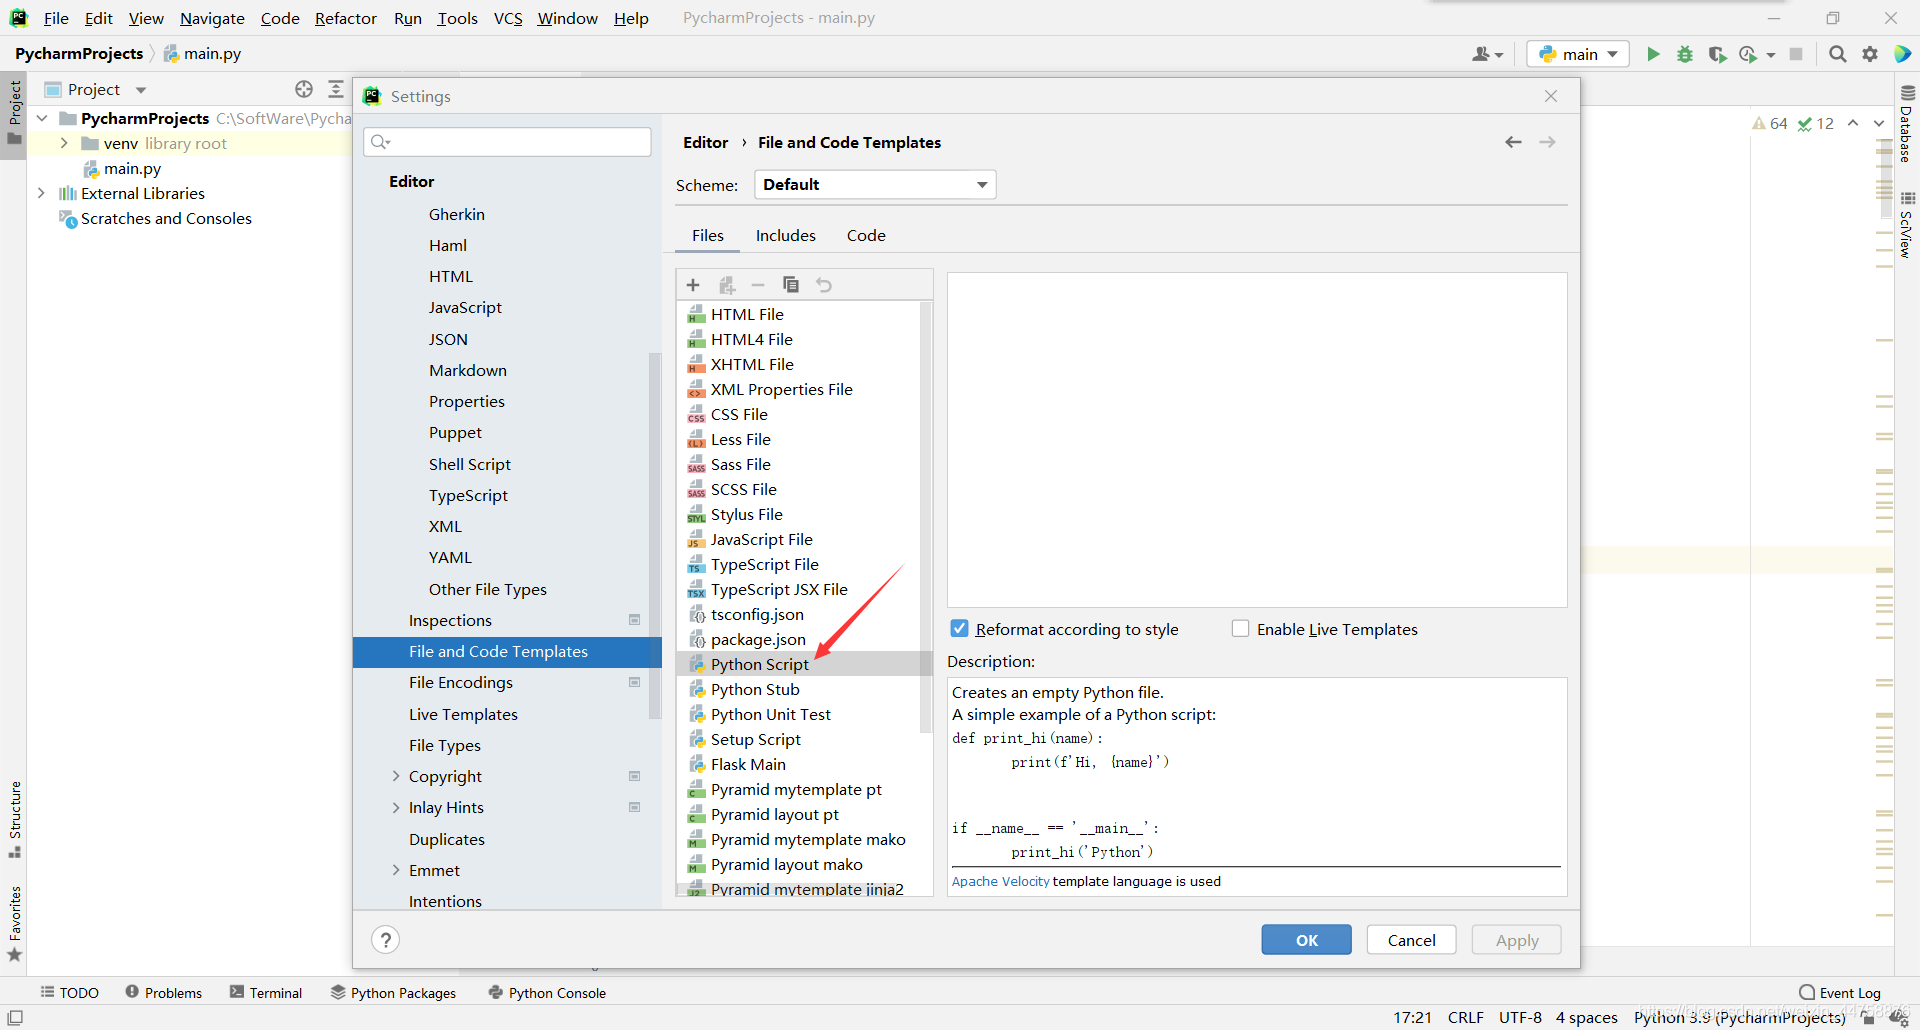 File Edit View Navigate Code Refactor Run Tools VCS Window Help PycharmProjects - main.py
PycharmProjects main.py
main
Project
Project
PycharmProjects C:\SoftWare\Pycha
venv library root
main.py
External Libraries
Scratches and Consoles
Structure
Favorites
Settings
Editor
Gherkin
Haml
HTML
JavaScript
JSON
Markdown
Properties
Puppet
Shell Script
TypeScript
XML
YAML
Other File Types
Inspections
File and Code Templates
File Encodings
Live Templates
File Types
Copyright
Inlay Hints
Duplicates
Emmet
Intentions
Editor › File and Code Templates
Scheme: Default
Files Includes Code
HTML File
HTML4 File
XHTML File
XML Properties File
CSS File
Less File
Sass File
SCSS File
Stylus File
JavaScript File
TypeScript File
TypeScript JSX File
tsconfig.json
package.json
Python Script
Python Stub
Python Unit Test
Setup Script
Flask Main
Pyramid mytemplate pt
Pyramid layout pt
Pyramid mytemplate mako
Pyramid layout mako
Pyramid mytemplate jinja2
Reformat according to style Enable Live Templates
Description:
Creates an empty Python file.
A simple example of a Python script:
def print_hi(name):
print(f'Hi, {name}')
if __name__ == '__main__':
print_hi('Python')
Apache Velocity template language is used
?
OK Cancel Apply
64 12
Database
SciView
TODO Problems Terminal Python Packages Python Console Event Log
17:21 CRLF UTF-8 4 spaces Python 3.9 (PycharmProjects)